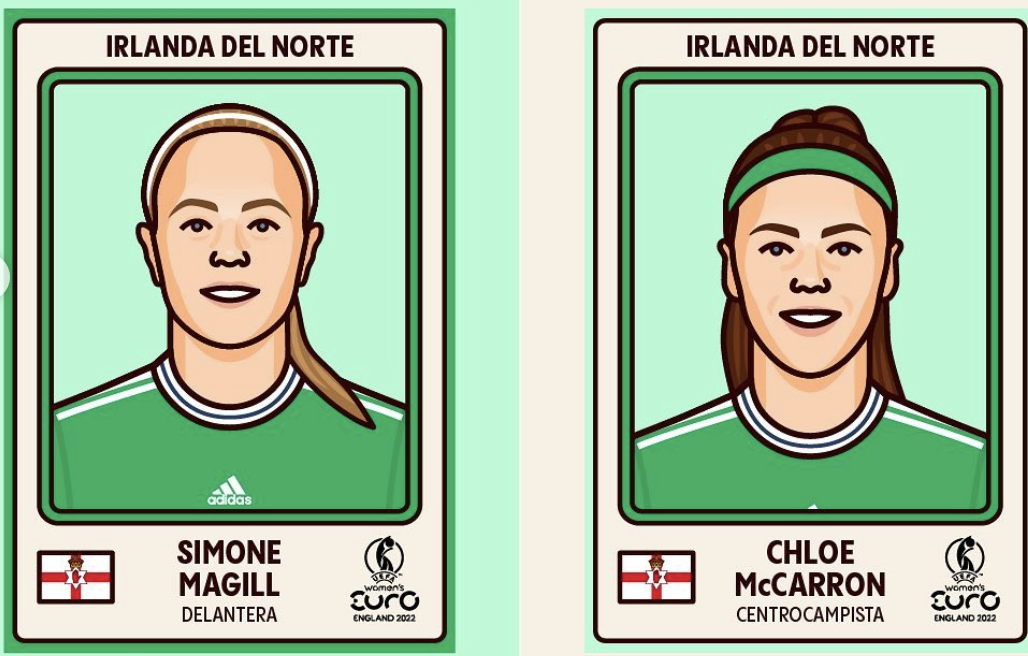 IRLANDA DEL NORTE
adidas
SIMONE
MAGILL
DELANTERA
UEFA
women's
EURO
ENGLAND 2022
IRLANDA DEL NORTE
CHLOE
McCARRON
CENTROCAMPISTA
UEFA
women's
EURO
ENGLAND 2022